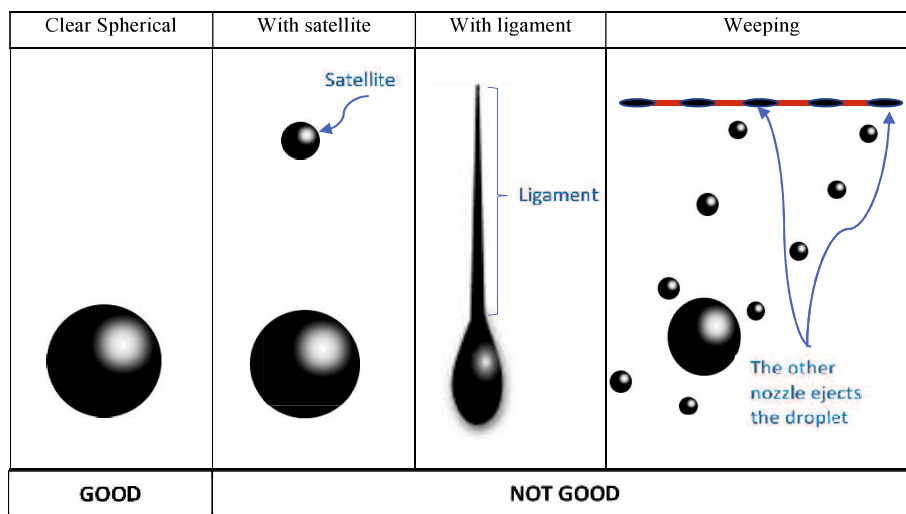 Clear Spherical
With satellite
With ligament
Weeping
Satellite
Ligament
The other
nozzle ejects
the droplet
GOOD
NOT GOOD